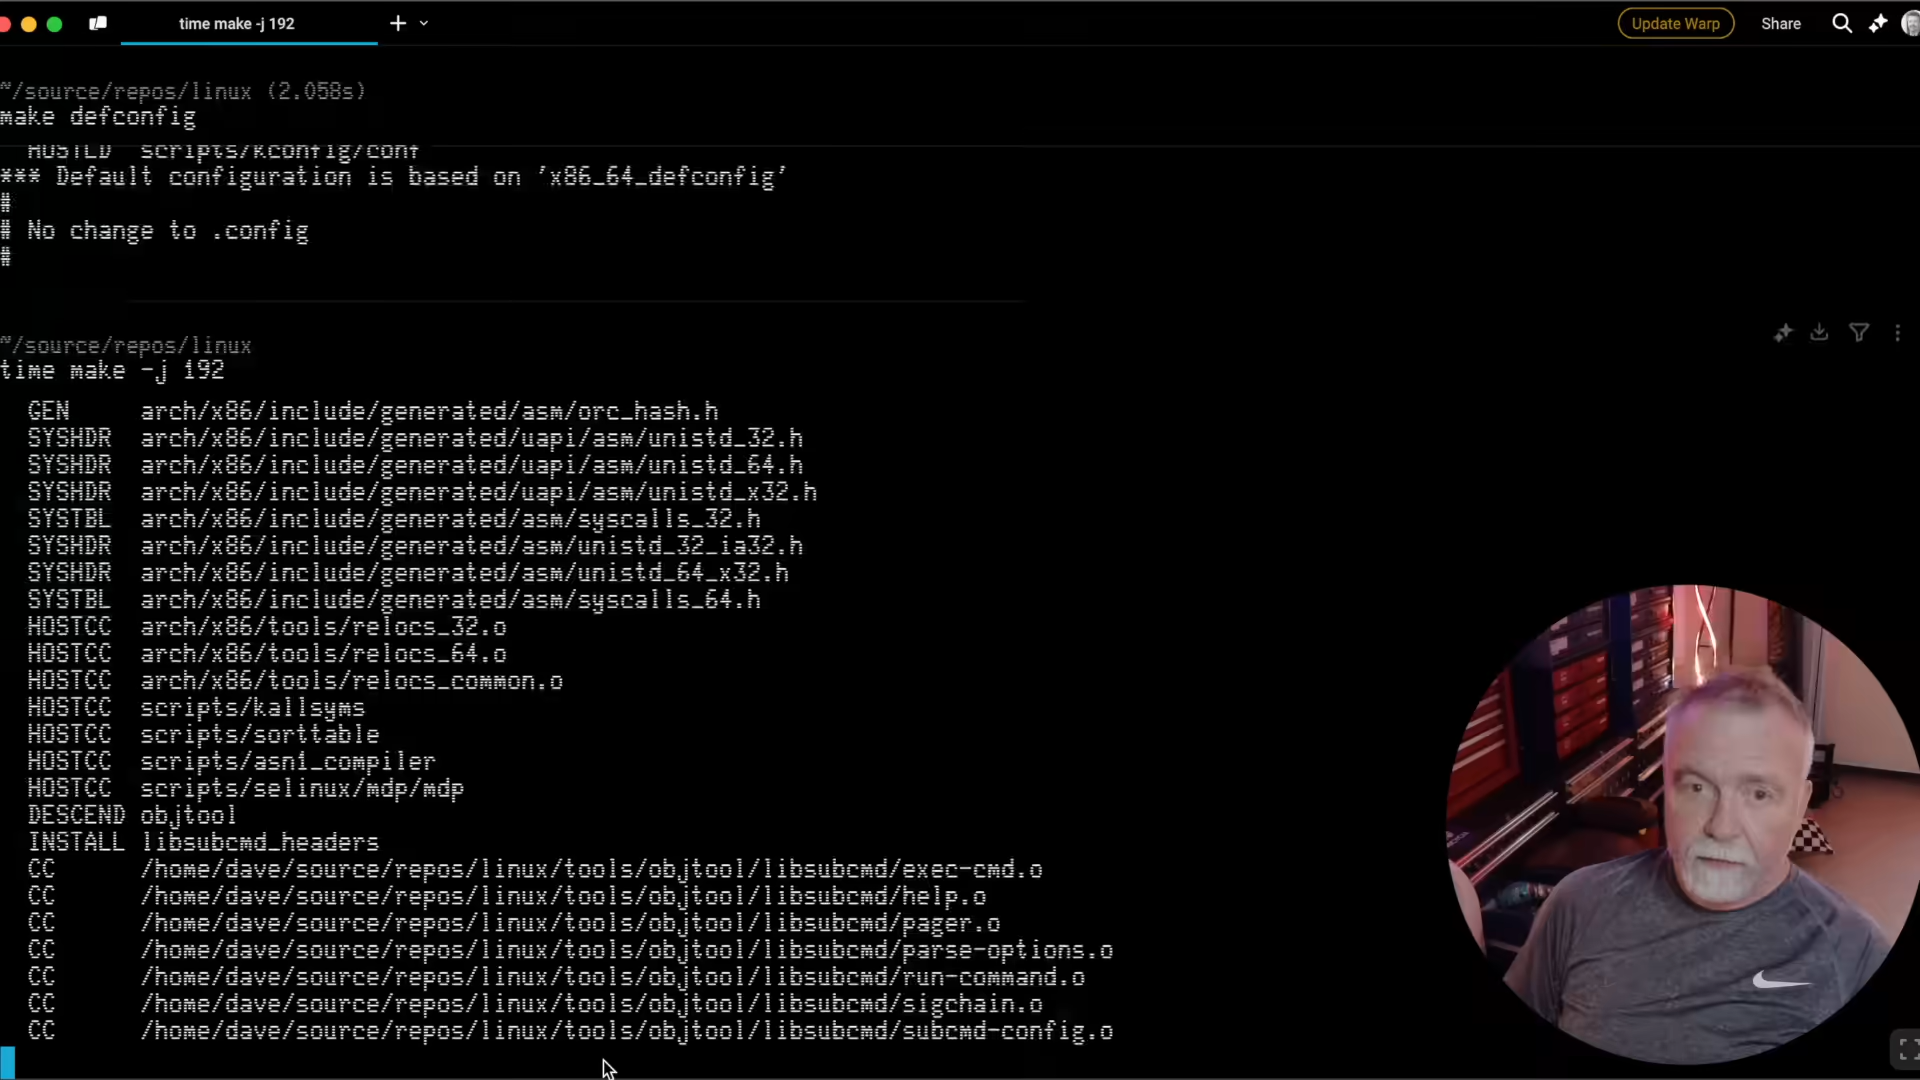 time make -j 192
Update Warp
Share
~/source/repos/linux (2.058s)
make defconfig
HOSTLD scripts/kconfig/conf
*** Default configuration is based on 'x86_64_defconfig'
#
# No change to .config
#
~/source/repos/linux
time make -j 192
GEN arch/x86/include/generated/asm/orc_hash.h
SYSHDR arch/x86/include/generated/uapi/asm/unistd_32.h
SYSHDR arch/x86/include/generated/uapi/asm/unistd_64.h
SYSHDR arch/x86/include/generated/uapi/asm/unistd_x32.h
SYSTBL arch/x86/include/generated/asm/syscalls_32.h
SYSHDR arch/x86/include/generated/asm/unistd_32_ia32.h
SYSHDR arch/x86/include/generated/asm/unistd_64_x32.h
SYSTBL arch/x86/include/generated/asm/syscalls_64.h
HOSTCC arch/x86/tools/relocs_32.o
HOSTCC arch/x86/tools/relocs_64.o
HOSTCC arch/x86/tools/relocs_common.o
HOSTCC scripts/kallsyms
HOSTCC scripts/sorttable
HOSTCC scripts/asn1_compiler
HOSTCC scripts/selinux/mdp/mdp
DESCEND objtool
INSTALL libsubcmd_headers
CC /home/dave/source/repos/linux/tools/objtool/libsubcmd/exec-cmd.o
CC /home/dave/source/repos/linux/tools/objtool/libsubcmd/help.o
CC /home/dave/source/repos/linux/tools/objtool/libsubcmd/pager.o
CC /home/dave/source/repos/linux/tools/objtool/libsubcmd/parse-options.o
CC /home/dave/source/repos/linux/tools/objtool/libsubcmd/run-command.o
CC /home/dave/source/repos/linux/tools/objtool/libsubcmd/sigchain.o
CC /home/dave/source/repos/linux/tools/objtool/libsubcmd/subcmd-config.o